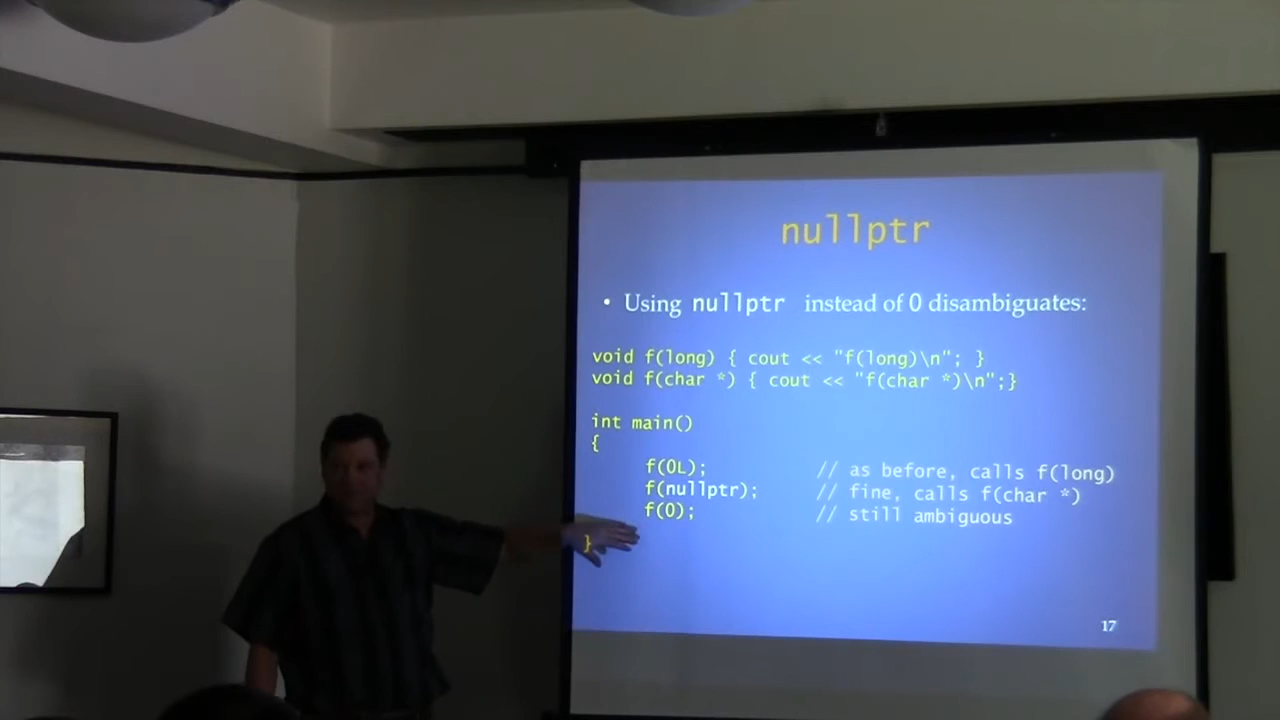 nullptr
• Using nullptr instead of 0 disambiguates:
void f(long) { cout << "f(long)\n"; }
void f(char *) { cout << "f(char *)\n";}
int main()
{
f(0L); // as before, calls f(long)
f(nullptr); // fine, calls f(char *)
f(0); // still ambiguous
}
17